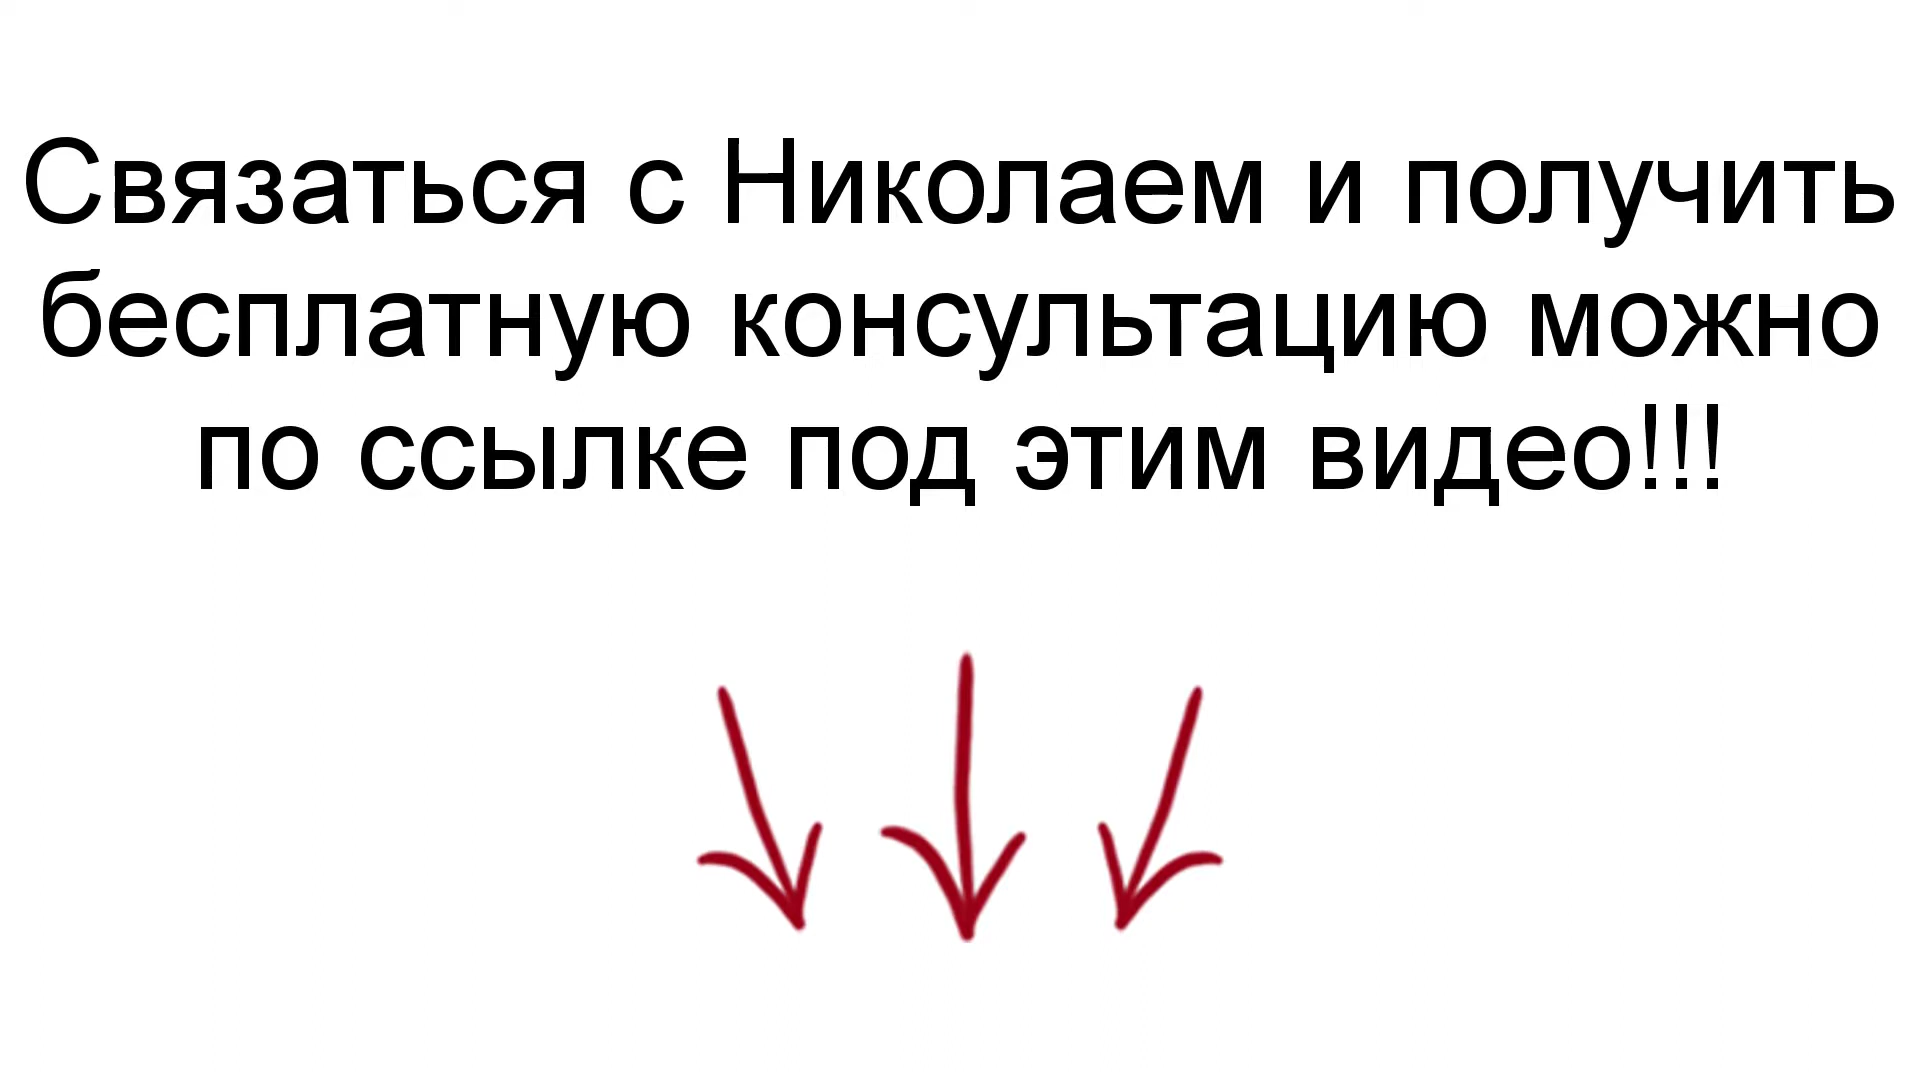 Связаться с Николаем и получить
бесплатную консультацию можно
по ссылке под этим видео!!!